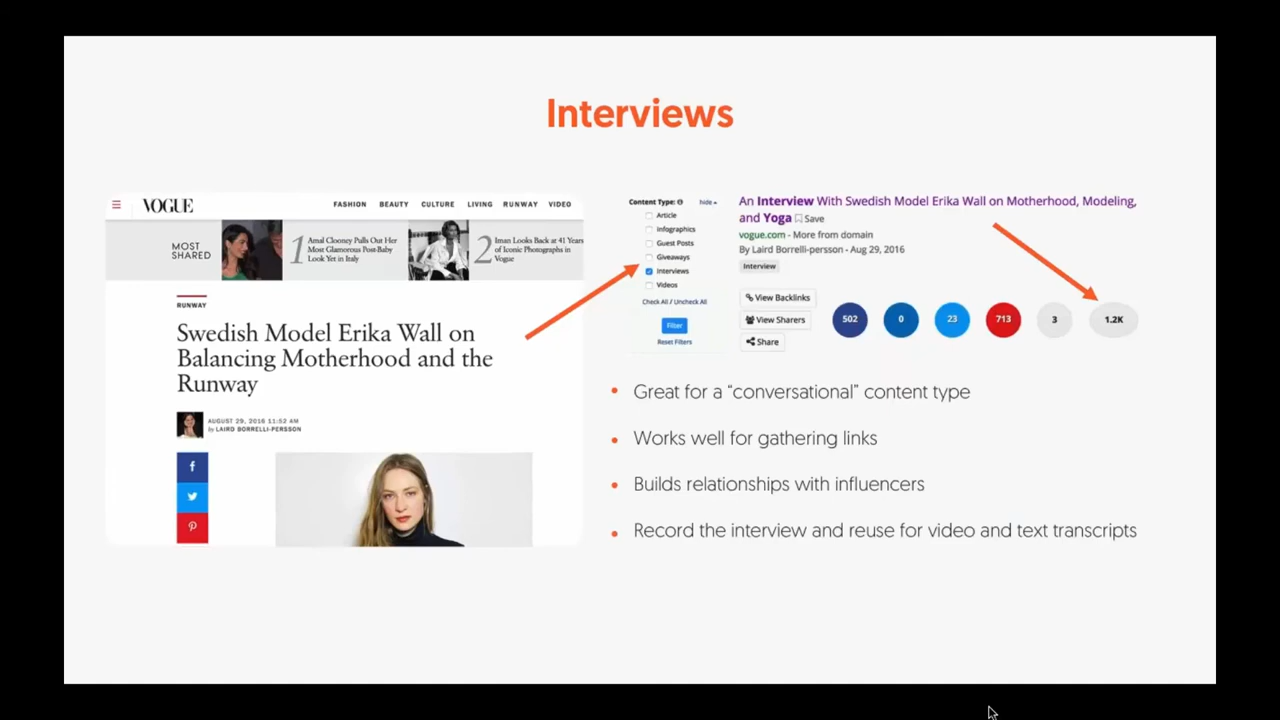 Interviews
VOGUE
FASHION BEAUTY CULTURE LIVING RUNWAY VIDEO
MOST
SHARED
1
Amal Clooney Pulls Out Her
Most Glamorous Post-Baby
Look Yet in Italy
2
Iman Looks Back at 41 Years
of Iconic Photographs in
Vogue
RUNWAY
Swedish Model Erika Wall on
Balancing Motherhood and the
Runway
AUGUST 29, 2016 11:52 AM
by LAIRD BORRELLI-PERSSON
Content Type: hide
Article
Infographics
Guest Posts
Giveaways
Interviews
Videos
Check All / Uncheck All
Filter
Reset Filters
An Interview With Swedish Model Erika Wall on Motherhood, Modeling,
and Yoga Save
vogue.com - More from domain
By Laird Borrelli-persson - Aug 29, 2016
Interview
View Backlinks
View Sharers
Share
502 0 23 713 3 1.2K
• Great for a “conversational” content type
• Works well for gathering links
• Builds relationships with influencers
• Record the interview and reuse for video and text transcripts